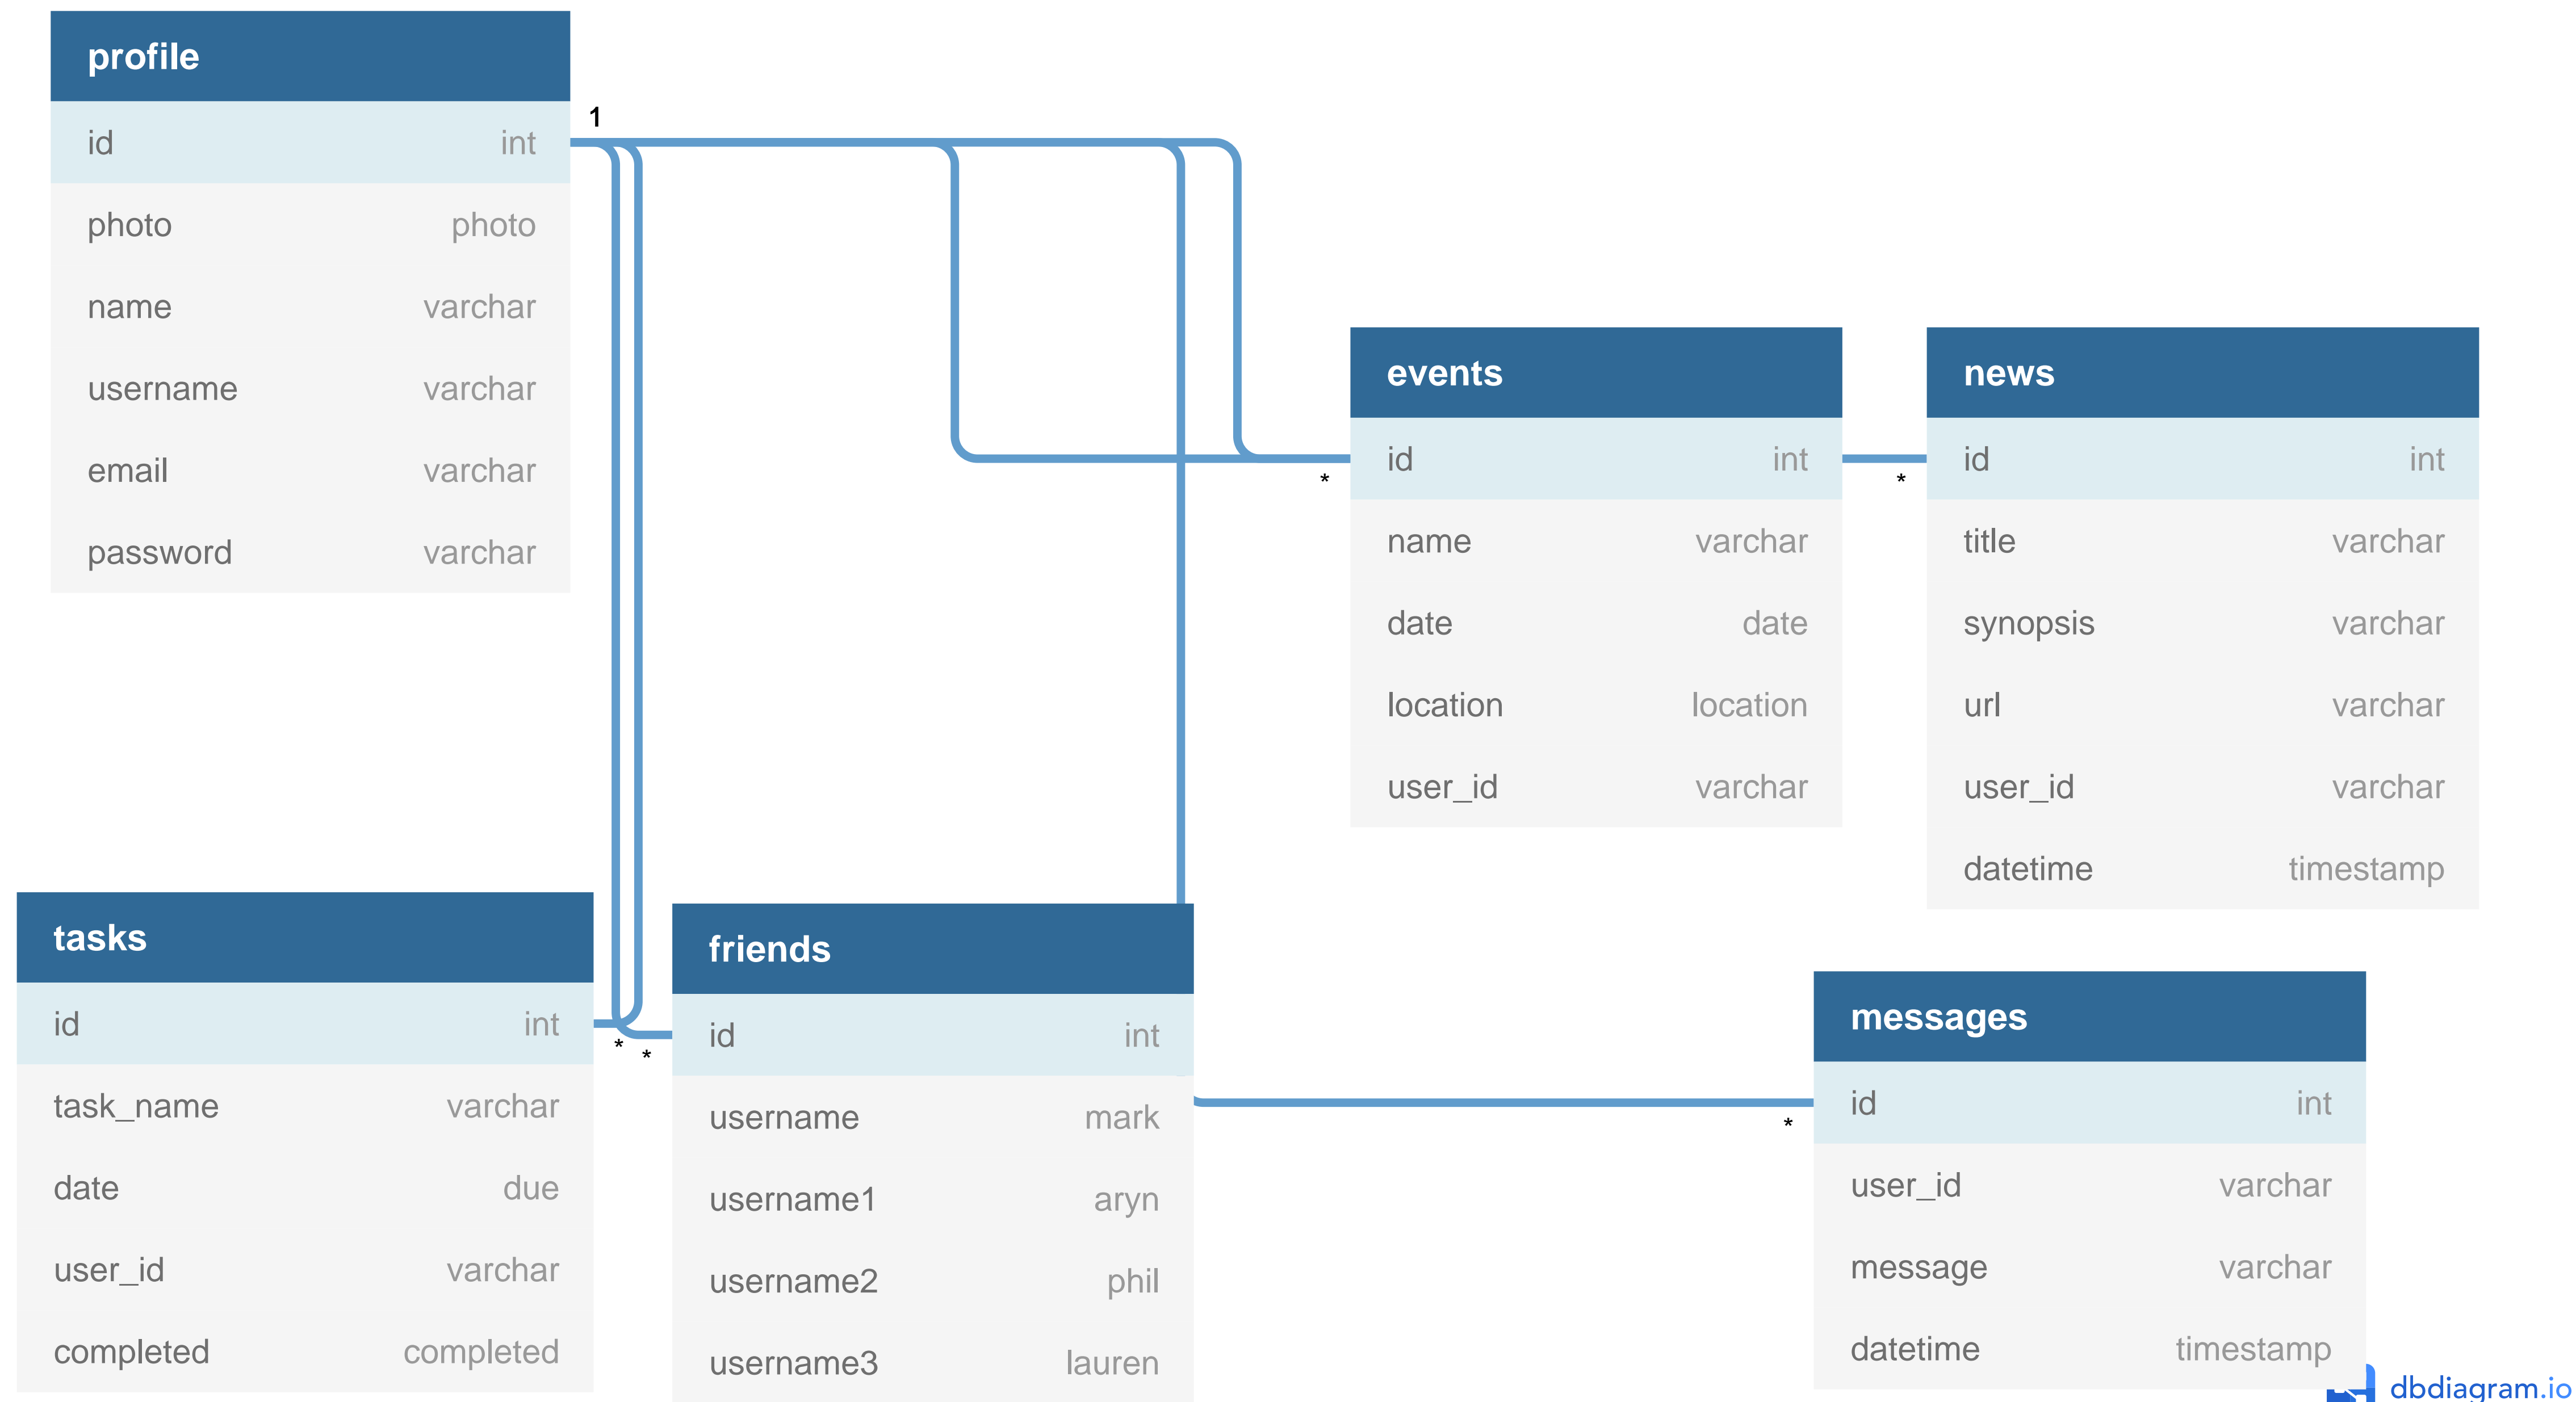 profile
1
id int
photo photo
name varchar
username varchar
email varchar
password varchar
events
* id int
name varchar
date date
location location
user_id varchar
news
* id int
title varchar
synopsis varchar
url varchar
user_id varchar
datetime timestamp
tasks
id int *
task_name varchar
date due
user_id varchar
completed completed
friends
* id int
username mark
username1 aryn
username2 phil
username3 lauren
messages
* id int
user_id varchar
message varchar
datetime timestamp
dbdiagram.io